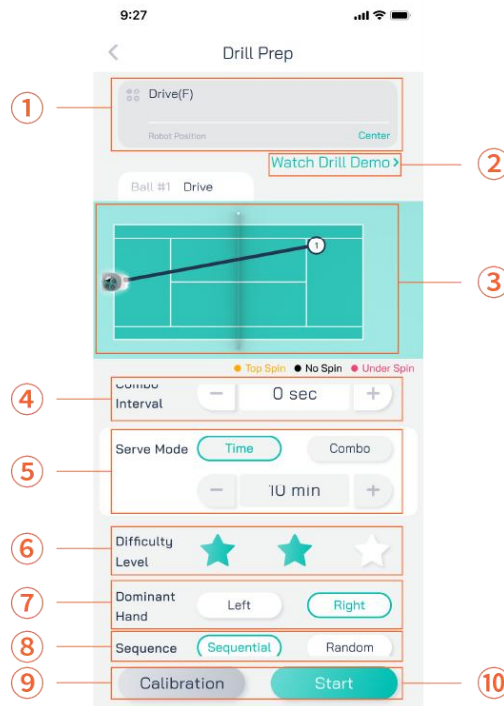 9:27
Drill Prep
① Drive(F)
Robot Position Center
② Watch Drill Demo >
Ball #1 Drive
1
③
Top Spin No Spin Under Spin
④ Combo
Interval − 0 sec +
⑤ Serve Mode Time Combo
− 10 min +
⑥ Difficulty
Level
⑦ Dominant
Hand Left Right
⑧ Sequence Sequential Random
⑨ Calibration Start ⑩